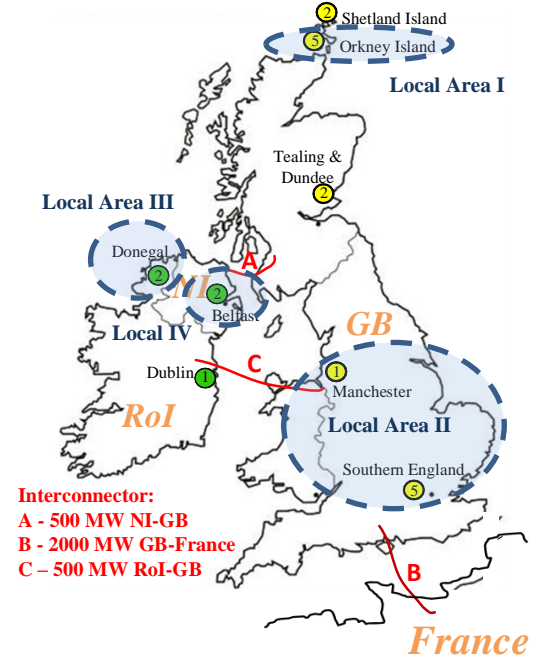 2
Shetland Island
5
Orkney Island
Local Area I
Tealing &
Dundee
2
Local Area III
Donegal
2
NI
A
2
Belfast
GB
Local IV
Dublin
1
C
1
Manchester
RoI
Local Area II
Southern England
5
Interconnector:
A - 500 MW NI-GB
B - 2000 MW GB-France
C – 500 MW RoI-GB
B
France